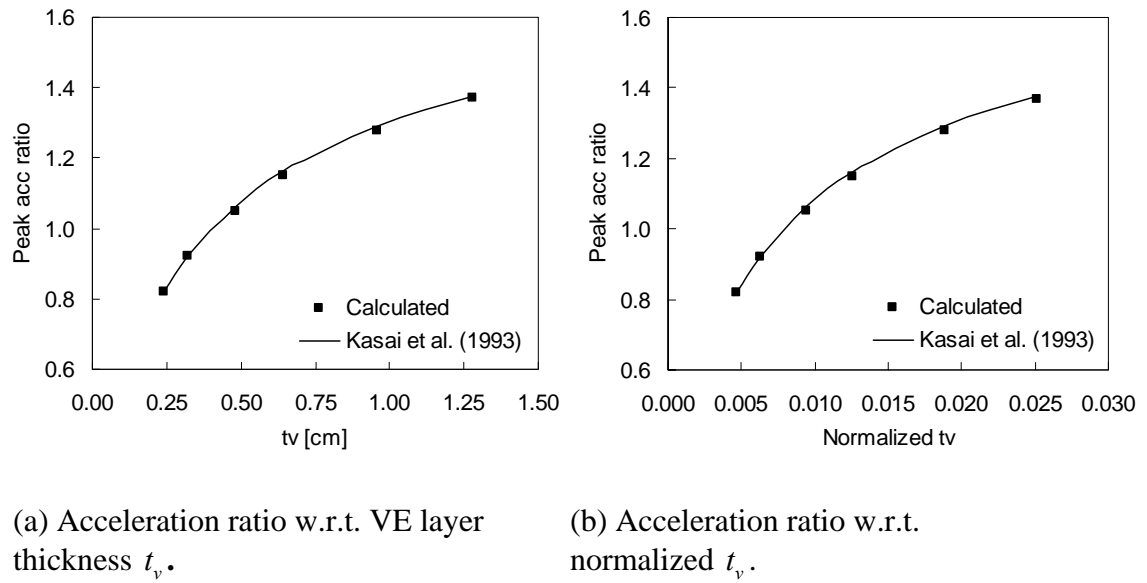 1.6
1.4
1.2
1.0
0.8
0.6
Peak acc ratio
Calculated
Kasai et al. (1993)
0.00 0.25 0.50 0.75 1.00 1.25 1.50
tv [cm]
1.6
1.4
1.2
1.0
0.8
0.6
Peak acc ratio
Calculated
Kasai et al. (1993)
0.000 0.005 0.010 0.015 0.020 0.025 0.030
Normalized tv
(a) Acceleration ratio w.r.t. VE layer
thickness t_v.
(b) Acceleration ratio w.r.t.
normalized t_v.